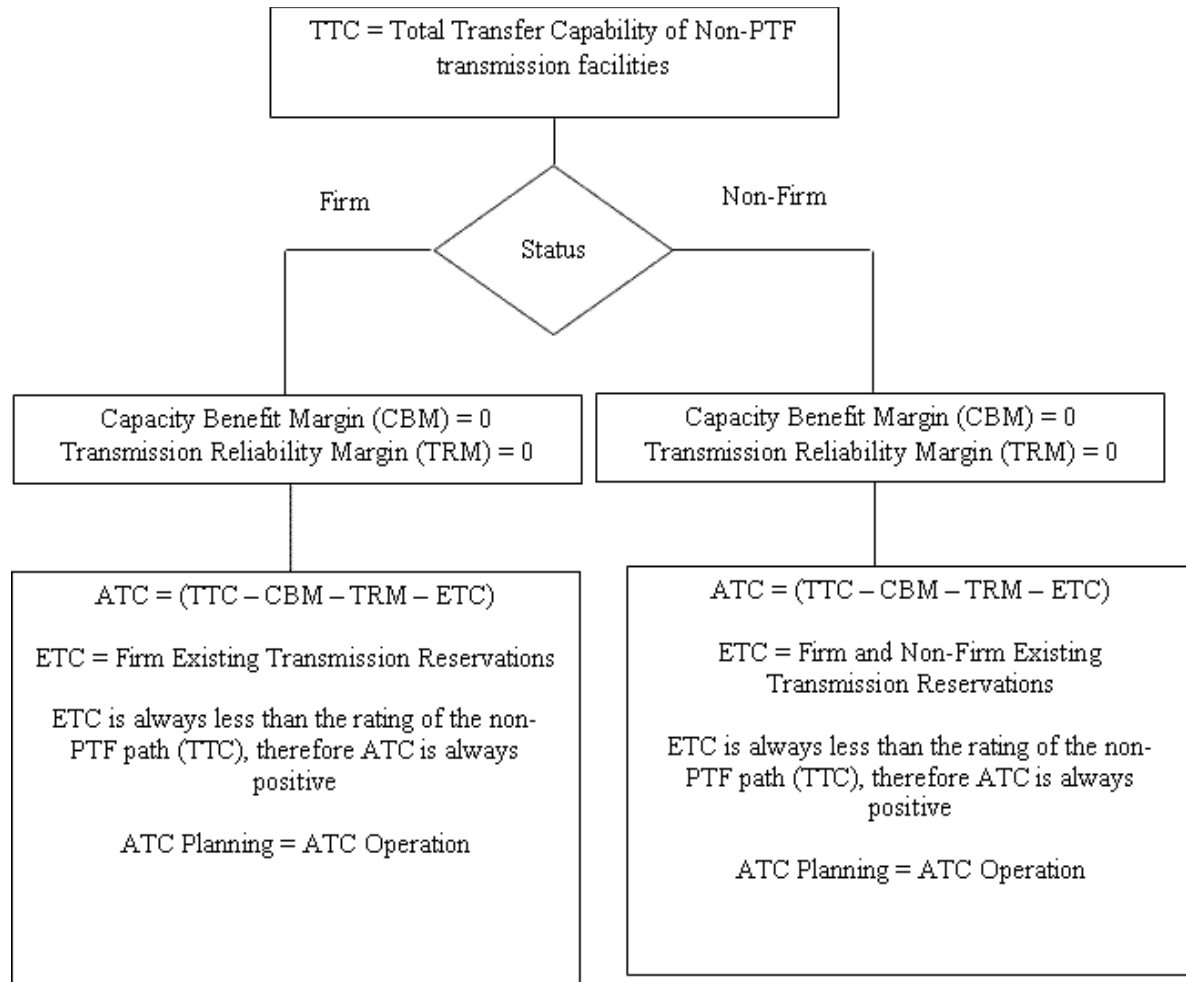 TTC = Total Transfer Capability of Non-PTF
transmission facilities
Firm
Non-Firm
Status
Capacity Benefit Margin (CBM) = 0
Transmission Reliability Margin (TRM) = 0
Capacity Benefit Margin (CBM) = 0
Transmission Reliability Margin (TRM) = 0
ATC = (TTC – CBM – TRM – ETC)
ETC = Firm Existing Transmission Reservations
ETC is always less than the rating of the non-
PTF path (TTC), therefore ATC is always
positive
ATC Planning = ATC Operation
ATC = (TTC – CBM – TRM – ETC)
ETC = Firm and Non-Firm Existing
Transmission Reservations
ETC is always less than the rating of the non-
PTF path (TTC), therefore ATC is always
positive
ATC Planning = ATC Operation